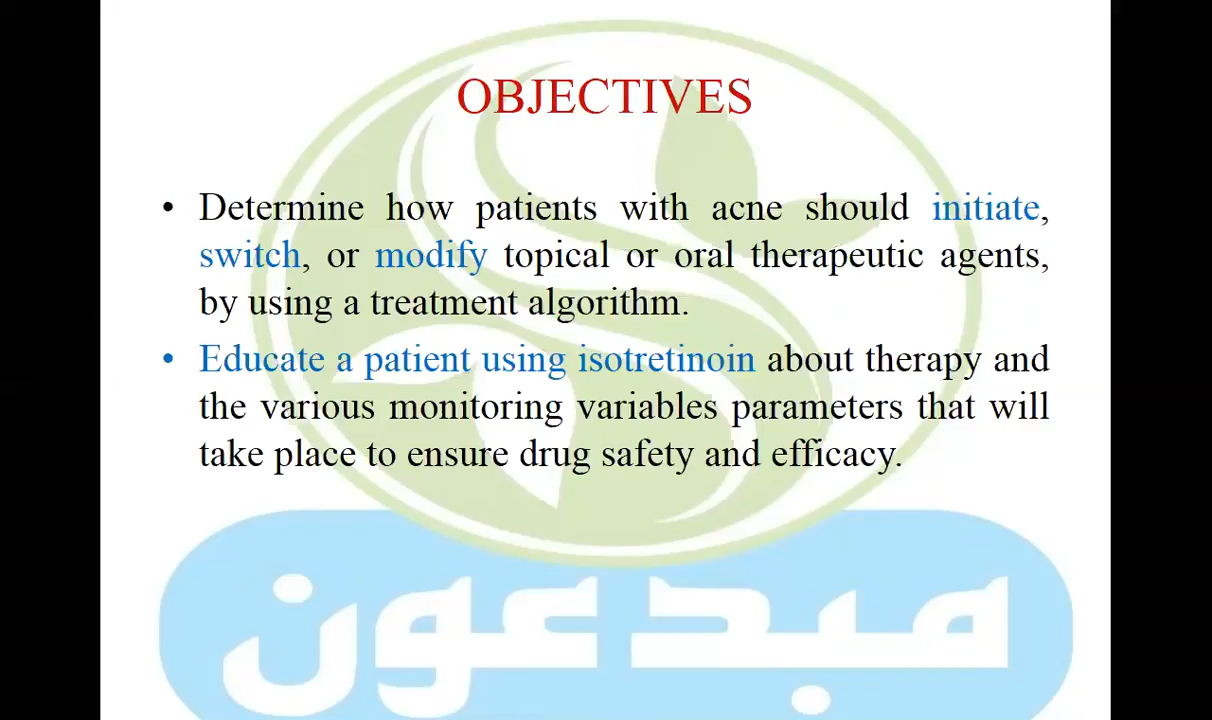 OBJECTIVES
• Determine how patients with acne should initiate,
switch, or modify topical or oral therapeutic agents,
by using a treatment algorithm.
• Educate a patient using isotretinoin about therapy and
the various monitoring variables parameters that will
take place to ensure drug safety and efficacy.
مبدعون